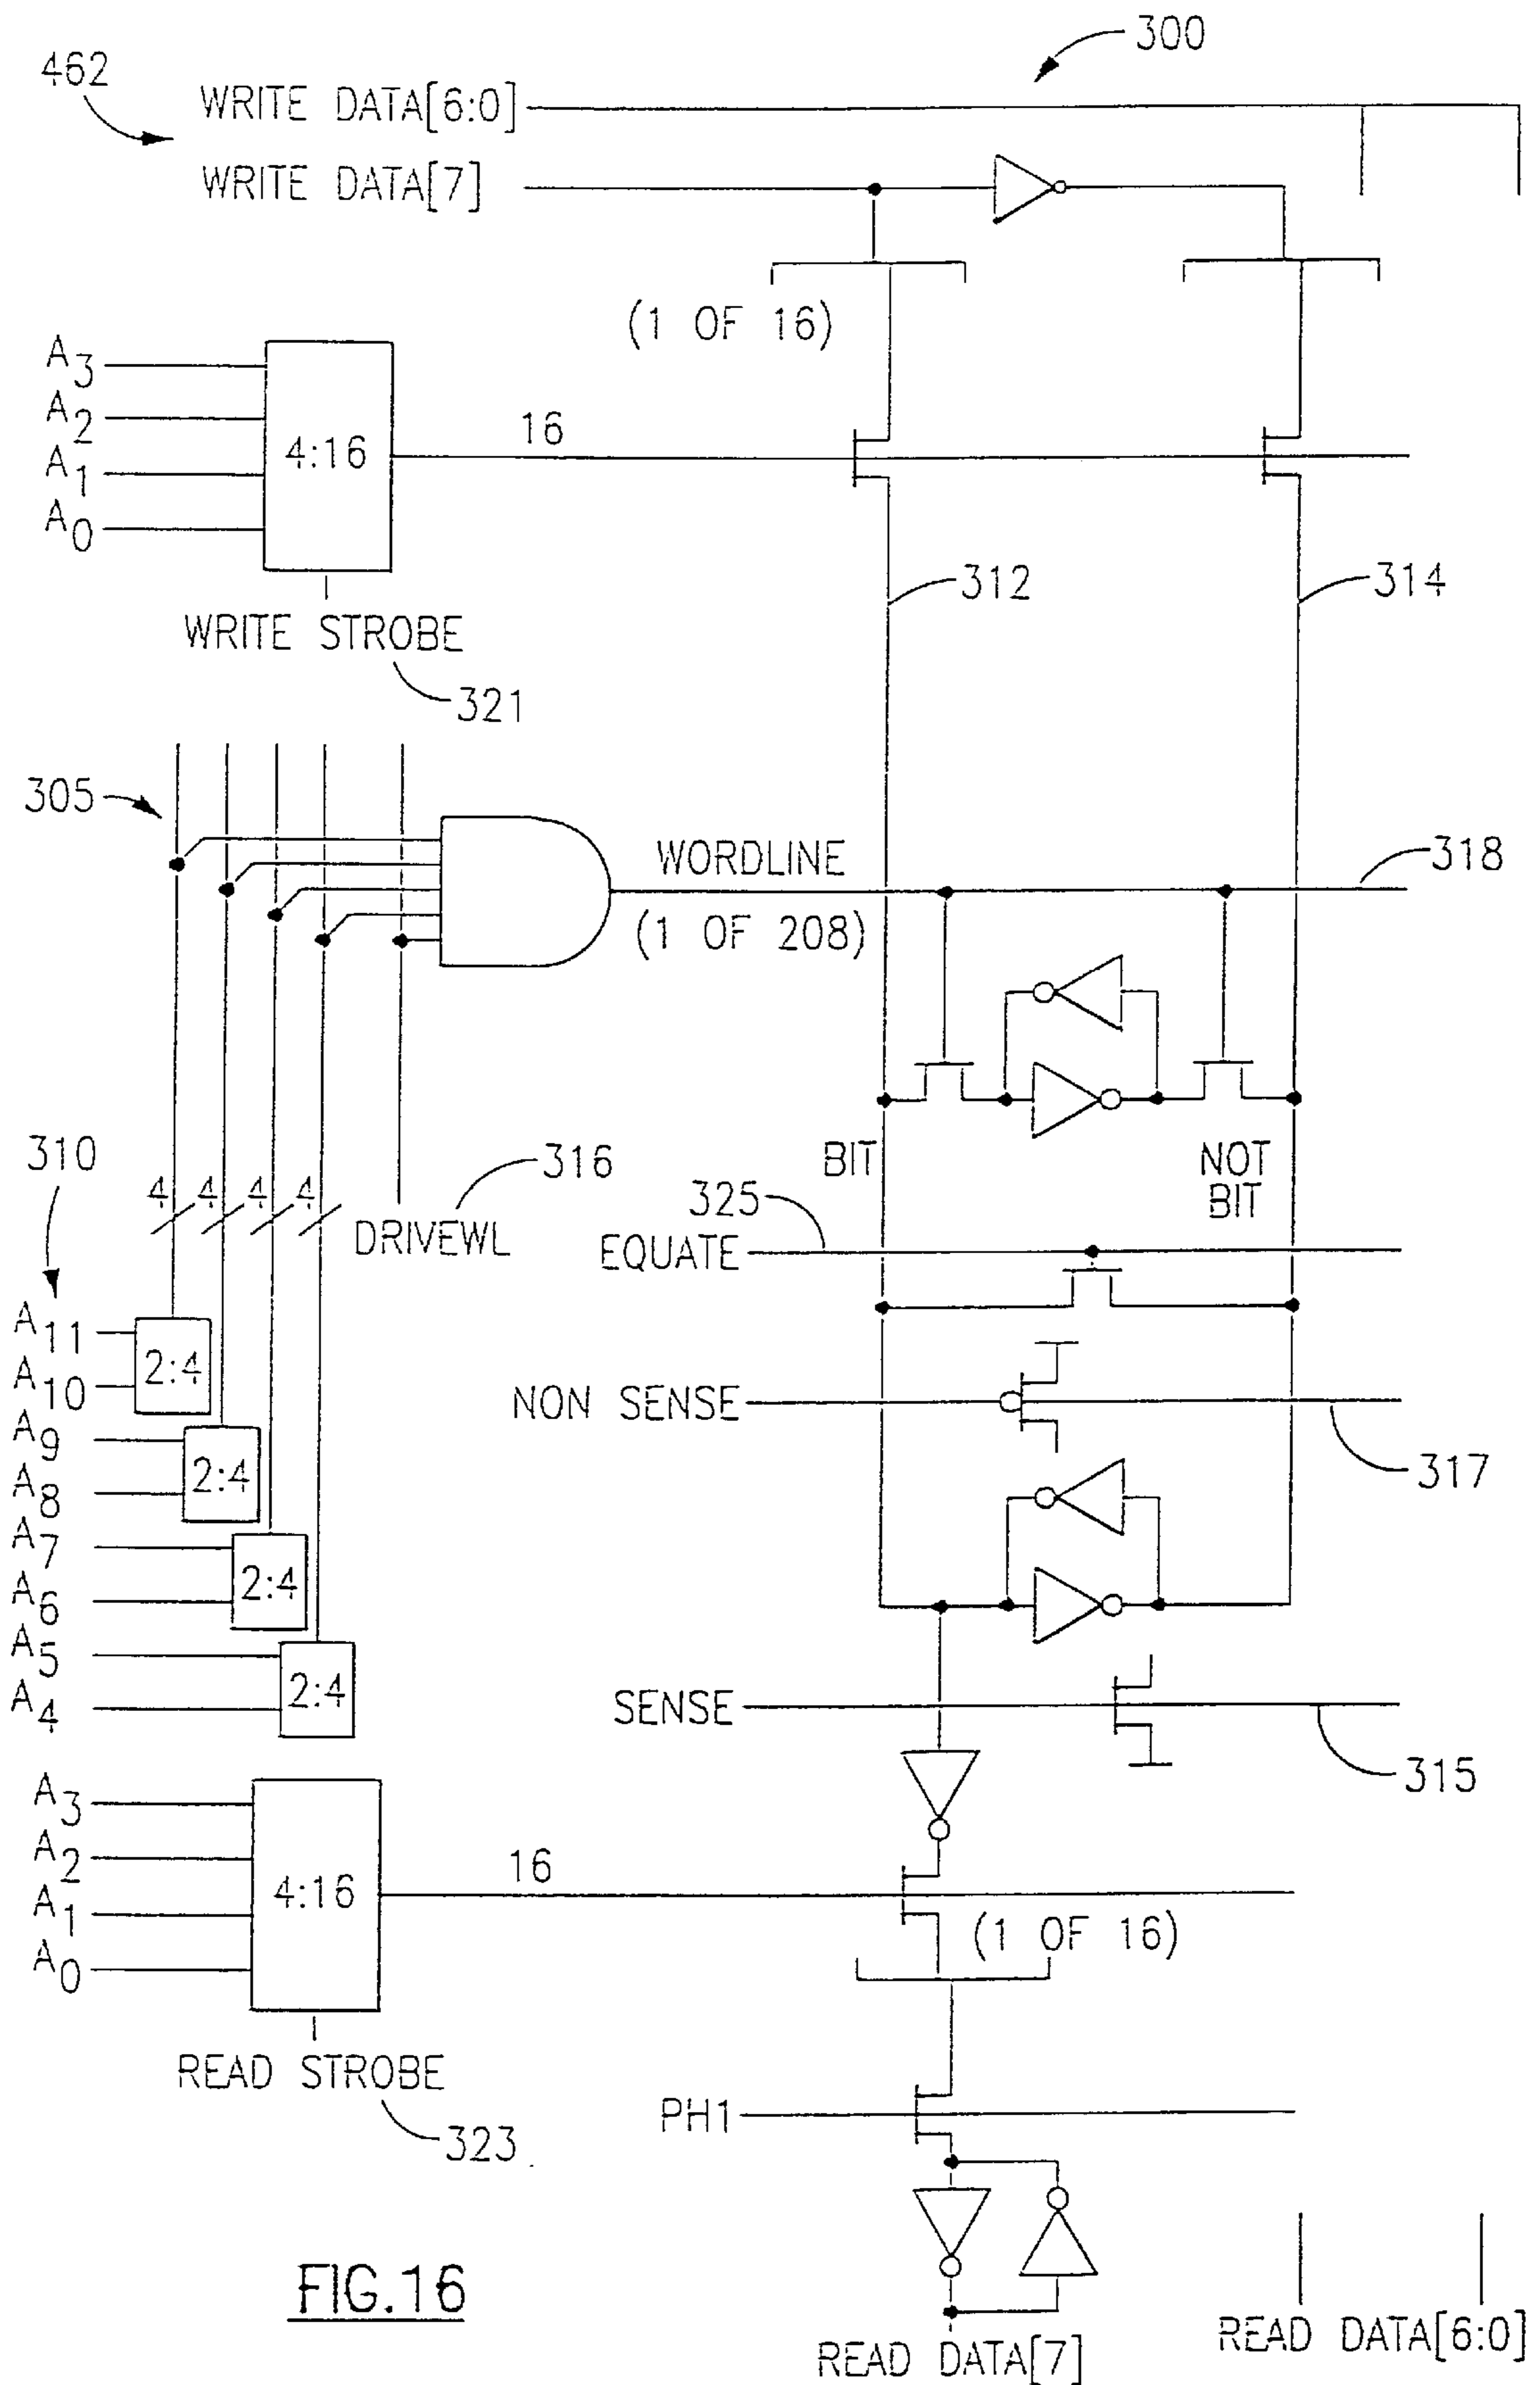 300
462
WRITE DATA[6:0]
WRITE DATA[7]
(1 OF 16)
A3
A2
A1
A0
4:16
16
WRITE STROBE
321
312
314
305
WORDLINE
(1 OF 208)
318
310
4 4 4 4
DRIVEWL
316
BIT
NOT
BIT
325
EQUATE
A11
A10
2:4
NON SENSE
317
A9
A8
2:4
A7
A6
2:4
A5
A4
2:4
SENSE
315
A3
A2
A1
A0
4:16
16
(1 OF 16)
READ STROBE
323
PH1
FIG.16
READ DATA[7]
READ DATA[6:0]